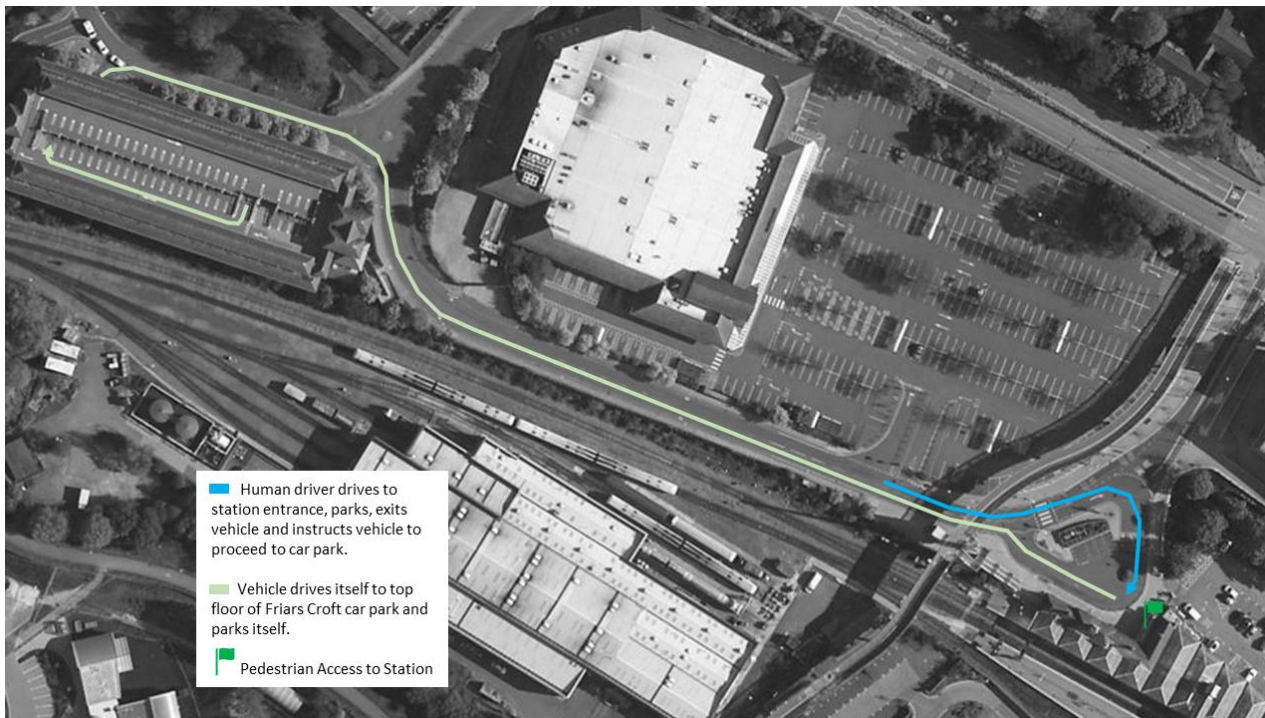 Human driver drives to
station entrance, parks, exits
vehicle and instructs vehicle to
proceed to car park.
Vehicle drives itself to top
floor of Friars Croft car park and
parks itself.
Pedestrian Access to Station